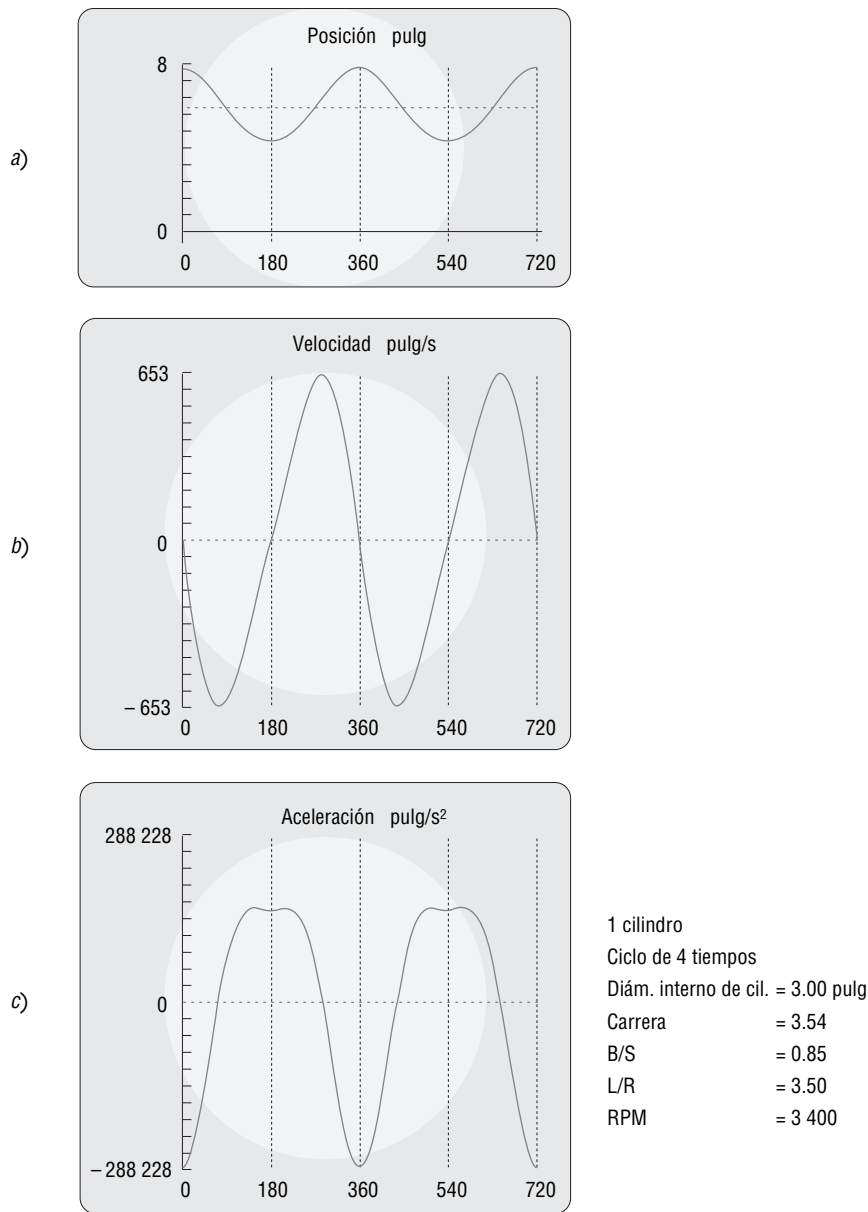 a)
Posición pulg
8
0
0 180 360 540 720
b)
Velocidad pulg/s
653
0
– 653
0 180 360 540 720
c)
Aceleración pulg/s²
288 228
0
– 288 228
0 180 360 540 720
1 cilindro
Ciclo de 4 tiempos
Diám. interno de cil. = 3.00 pulg
Carrera = 3.54
B/S = 0.85
L/R = 3.50
RPM = 3 400